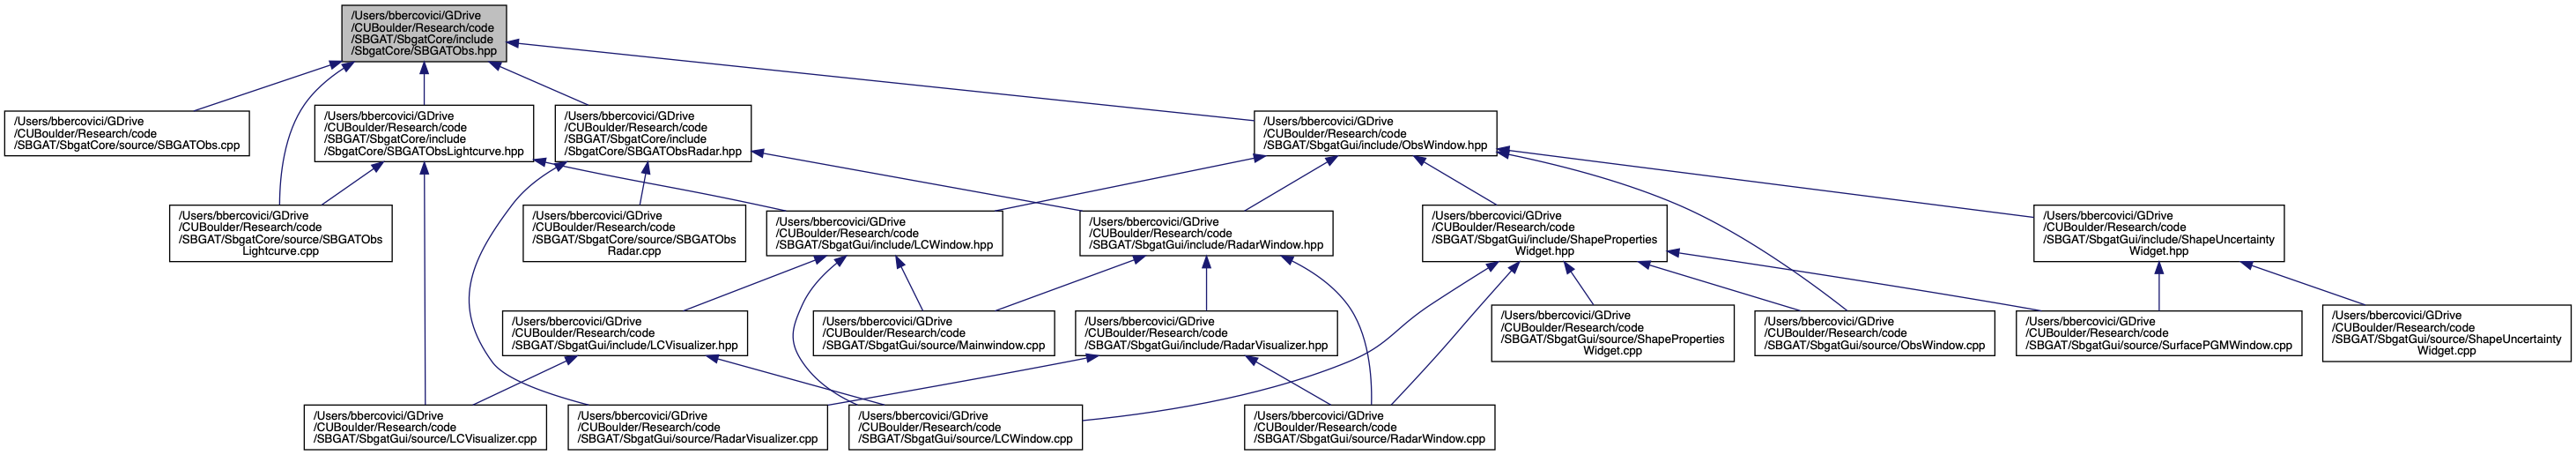 /Users/bbercovici/GDrive
/CUBoulder/Research/code
/SBGAT/SbgatCore/include
/SbgatCore/SBGATObs.hpp
/Users/bbercovici/GDrive
/CUBoulder/Research/code
/SBGAT/SbgatCore/source/SBGATObs.cpp
/Users/bbercovici/GDrive
/CUBoulder/Research/code
/SBGAT/SbgatCore/include
/SbgatCore/SBGATObsLightcurve.hpp
/Users/bbercovici/GDrive
/CUBoulder/Research/code
/SBGAT/SbgatCore/include
/SbgatCore/SBGATObsRadar.hpp
/Users/bbercovici/GDrive
/CUBoulder/Research/code
/SBGAT/SbgatGui/include/ObsWindow.hpp
/Users/bbercovici/GDrive
/CUBoulder/Research/code
/SBGAT/SbgatCore/source/SBGATObs
Lightcurve.cpp
/Users/bbercovici/GDrive
/CUBoulder/Research/code
/SBGAT/SbgatCore/source/SBGATObs
Radar.cpp
/Users/bbercovici/GDrive
/CUBoulder/Research/code
/SBGAT/SbgatGui/include/LCWindow.hpp
/Users/bbercovici/GDrive
/CUBoulder/Research/code
/SBGAT/SbgatGui/include/RadarWindow.hpp
/Users/bbercovici/GDrive
/CUBoulder/Research/code
/SBGAT/SbgatGui/include/ShapeProperties
Widget.hpp
/Users/bbercovici/GDrive
/CUBoulder/Research/code
/SBGAT/SbgatGui/include/ShapeUncertainty
Widget.hpp
/Users/bbercovici/GDrive
/CUBoulder/Research/code
/SBGAT/SbgatGui/include/LCVisualizer.hpp
/Users/bbercovici/GDrive
/CUBoulder/Research/code
/SBGAT/SbgatGui/source/Mainwindow.cpp
/Users/bbercovici/GDrive
/CUBoulder/Research/code
/SBGAT/SbgatGui/include/RadarVisualizer.hpp
/Users/bbercovici/GDrive
/CUBoulder/Research/code
/SBGAT/SbgatGui/source/ShapeProperties
Widget.cpp
/Users/bbercovici/GDrive
/CUBoulder/Research/code
/SBGAT/SbgatGui/source/ObsWindow.cpp
/Users/bbercovici/GDrive
/CUBoulder/Research/code
/SBGAT/SbgatGui/source/SurfacePGMWindow.cpp
/Users/bbercovici/GDrive
/CUBoulder/Research/code
/SBGAT/SbgatGui/source/ShapeUncertainty
Widget.cpp
/Users/bbercovici/GDrive
/CUBoulder/Research/code
/SBGAT/SbgatGui/source/LCVisualizer.cpp
/Users/bbercovici/GDrive
/CUBoulder/Research/code
/SBGAT/SbgatGui/source/RadarVisualizer.cpp
/Users/bbercovici/GDrive
/CUBoulder/Research/code
/SBGAT/SbgatGui/source/LCWindow.cpp
/Users/bbercovici/GDrive
/CUBoulder/Research/code
/SBGAT/SbgatGui/source/RadarWindow.cpp